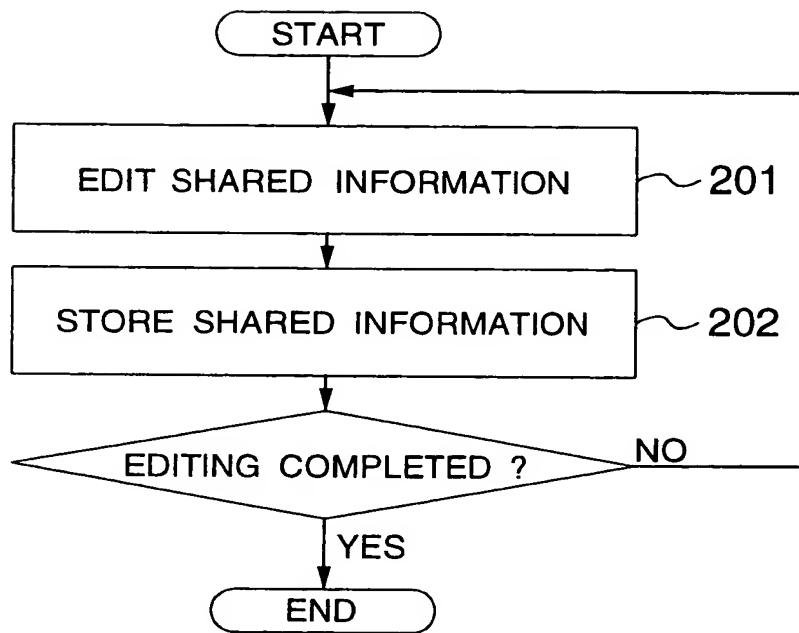 START
EDIT SHARED INFORMATION
201
STORE SHARED INFORMATION
202
EDITING COMPLETED ?
NO
YES
END